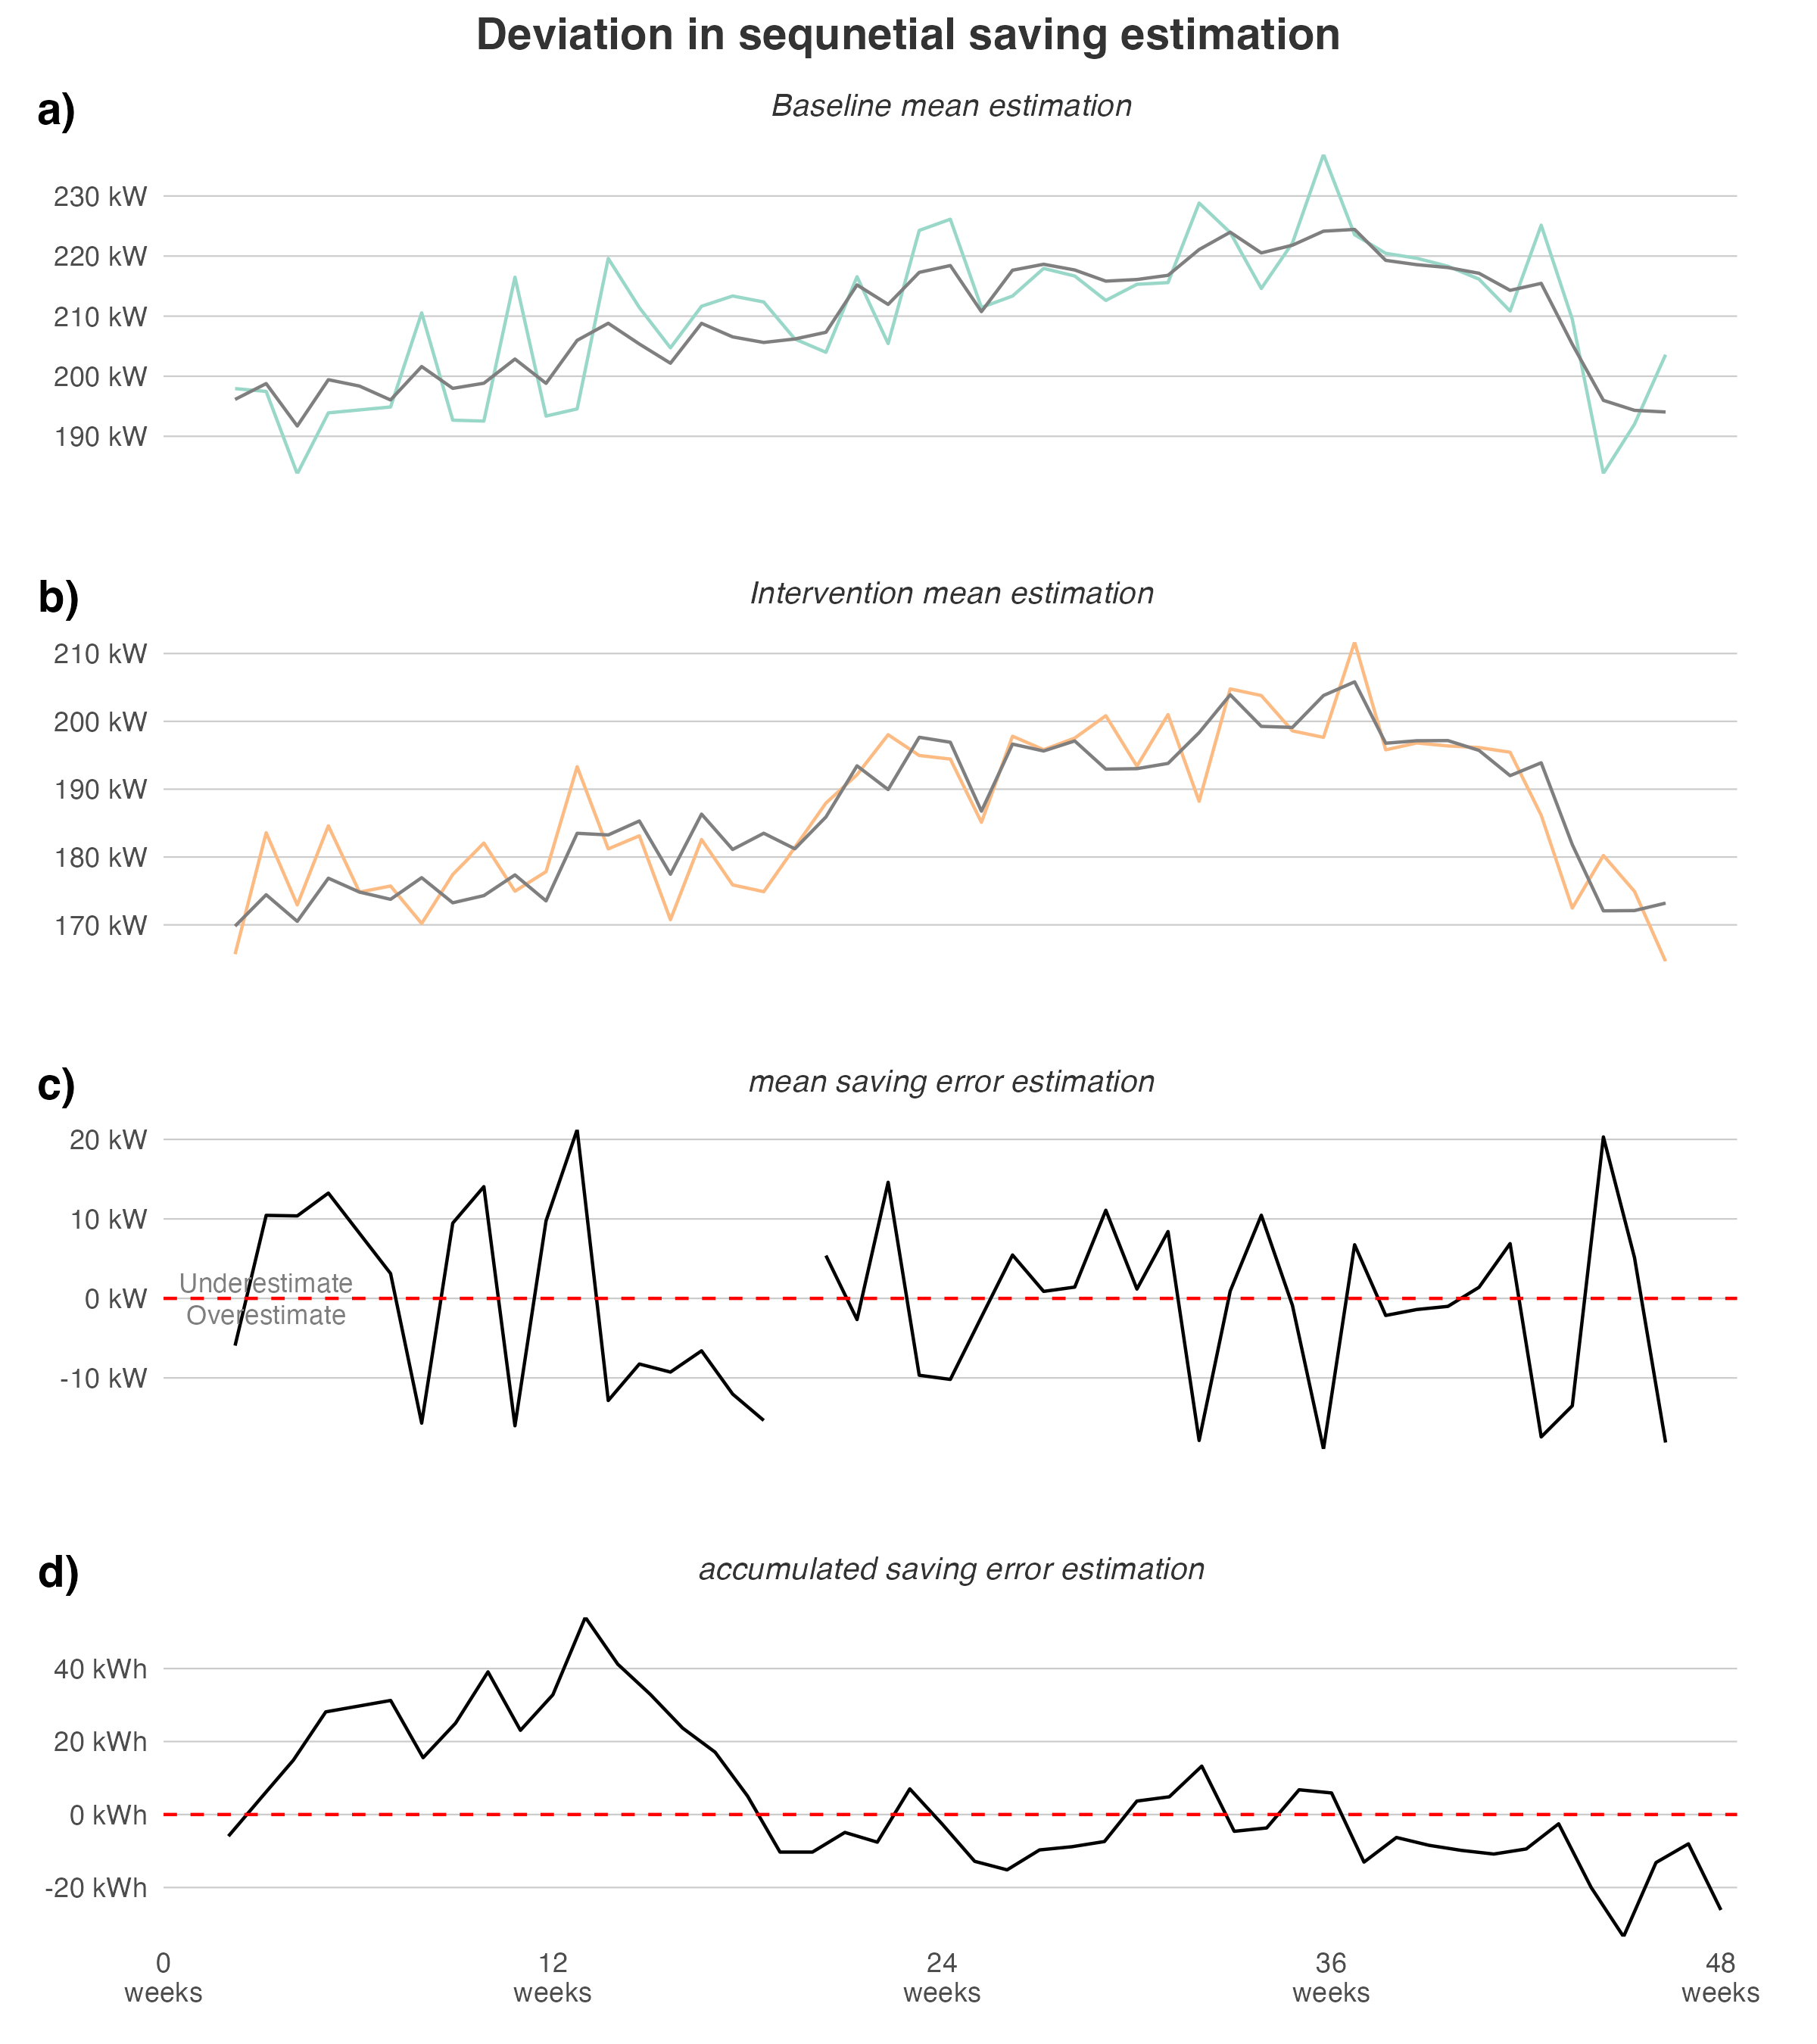 Deviation in sequnetial saving estimation
a)
Baseline mean estimation
230 kW
220 kW
210 kW
200 kW
190 kW
b)
Intervention mean estimation
210 kW
200 kW
190 kW
180 kW
170 kW
c)
mean saving error estimation
20 kW
10 kW
Underestimate
0 kW
Overestimate
-10 kW
d)
accumulated saving error estimation
40 kWh
20 kWh
0 kWh
-20 kWh
0 12 24 36 48
weeks weeks weeks weeks weeks